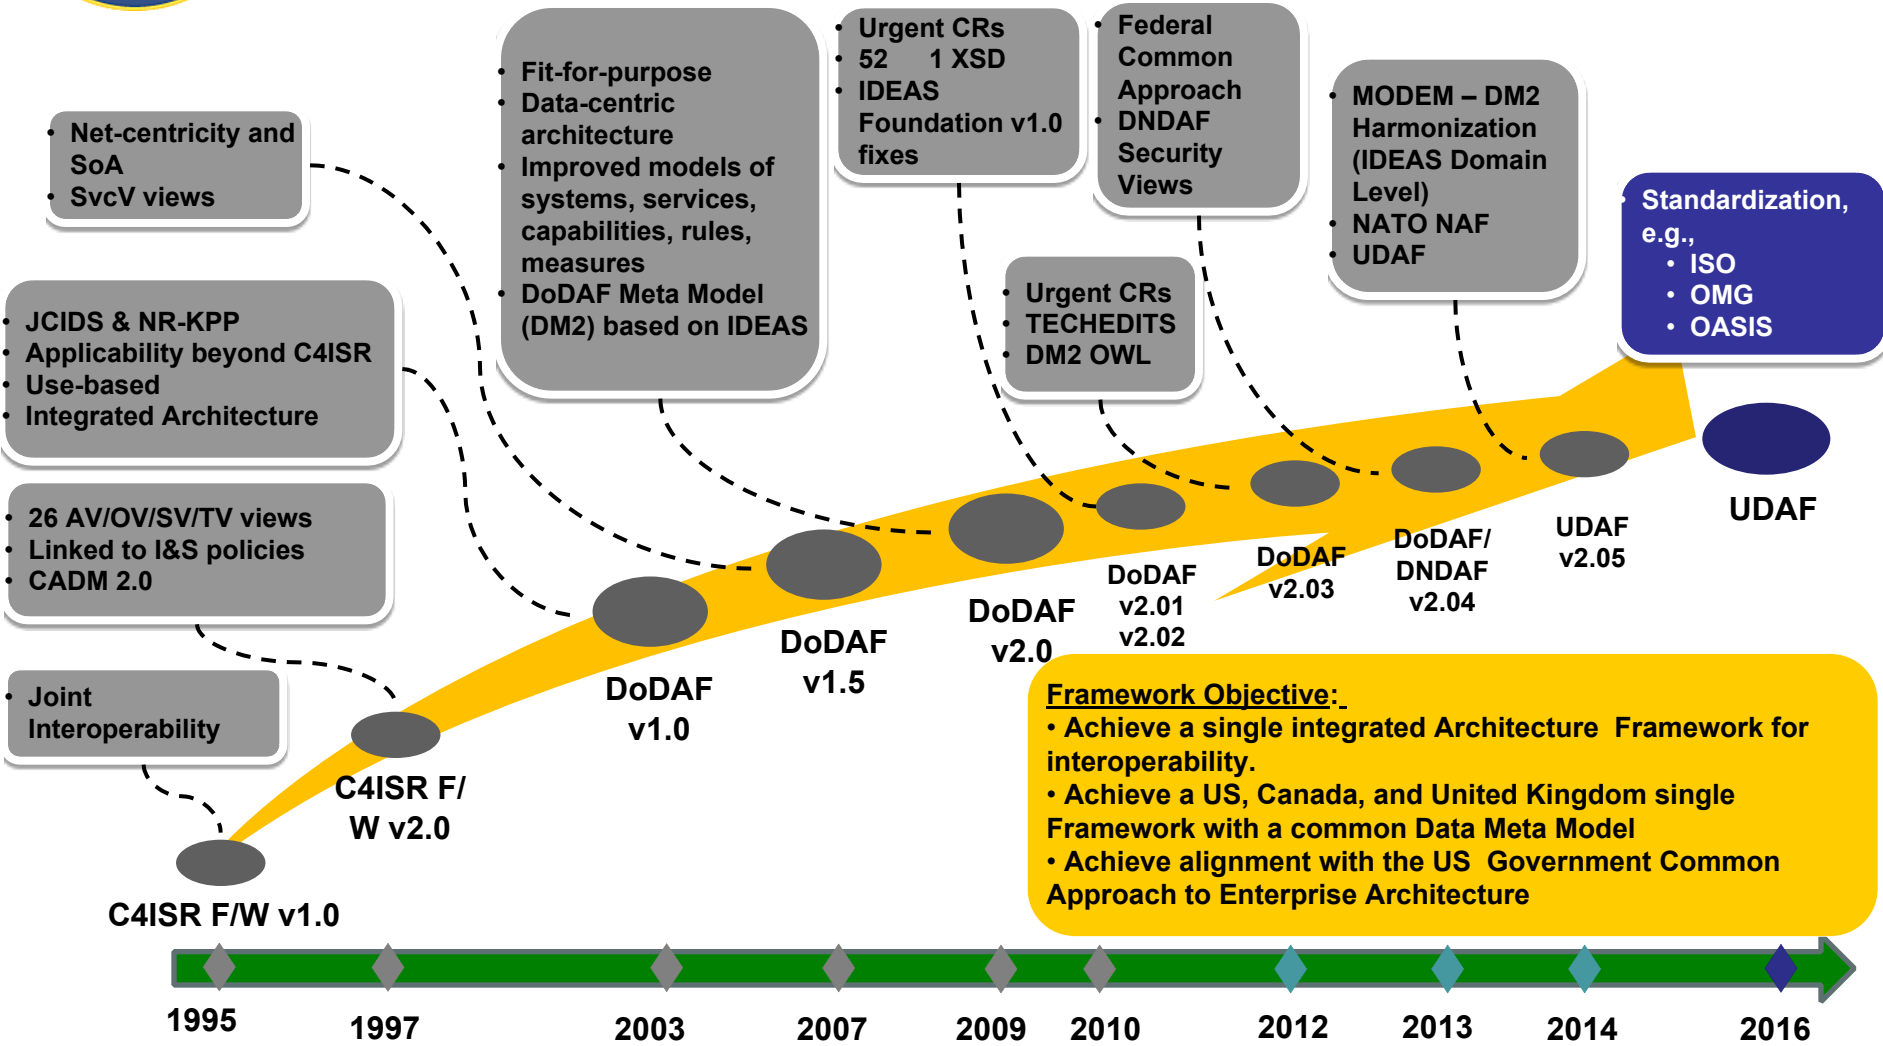 • Net-centricity and
SoA
• SvcV views
• JCIDS & NR-KPP
• Applicability beyond C4ISR
• Use-based
• Integrated Architecture
• 26 AV/OV/SV/TV views
• Linked to I&S policies
• CADM 2.0
• Joint
Interoperability
• Fit-for-purpose
• Data-centric
architecture
• Improved models of
systems, services,
capabilities, rules,
measures
• DoDAF Meta Model
(DM2) based on IDEAS
• Urgent CRs
• 52 1 XSD
• IDEAS
Foundation v1.0
fixes
• Urgent CRs
• TECHEDITS
• DM2 OWL
• Federal
Common
Approach
• DNDAF
Security
Views
• MODEM – DM2
Harmonization
(IDEAS Domain
Level)
• NATO NAF
• UDAF
• Standardization,
e.g.,
• ISO
• OMG
• OASIS
C4ISR F/W v1.0
C4ISR F/
W v2.0
DoDAF
v1.0
DoDAF
v1.5
DoDAF
v2.0
DoDAF
v2.01
v2.02
DoDAF
v2.03
DoDAF/
DNDAF
v2.04
UDAF
v2.05
UDAF
Framework Objective:
• Achieve a single integrated Architecture Framework for
interoperability.
• Achieve a US, Canada, and United Kingdom single
Framework with a common Data Meta Model
• Achieve alignment with the US Government Common
Approach to Enterprise Architecture
1995
1997
2003
2007
2009
2010
2012
2013
2014
2016